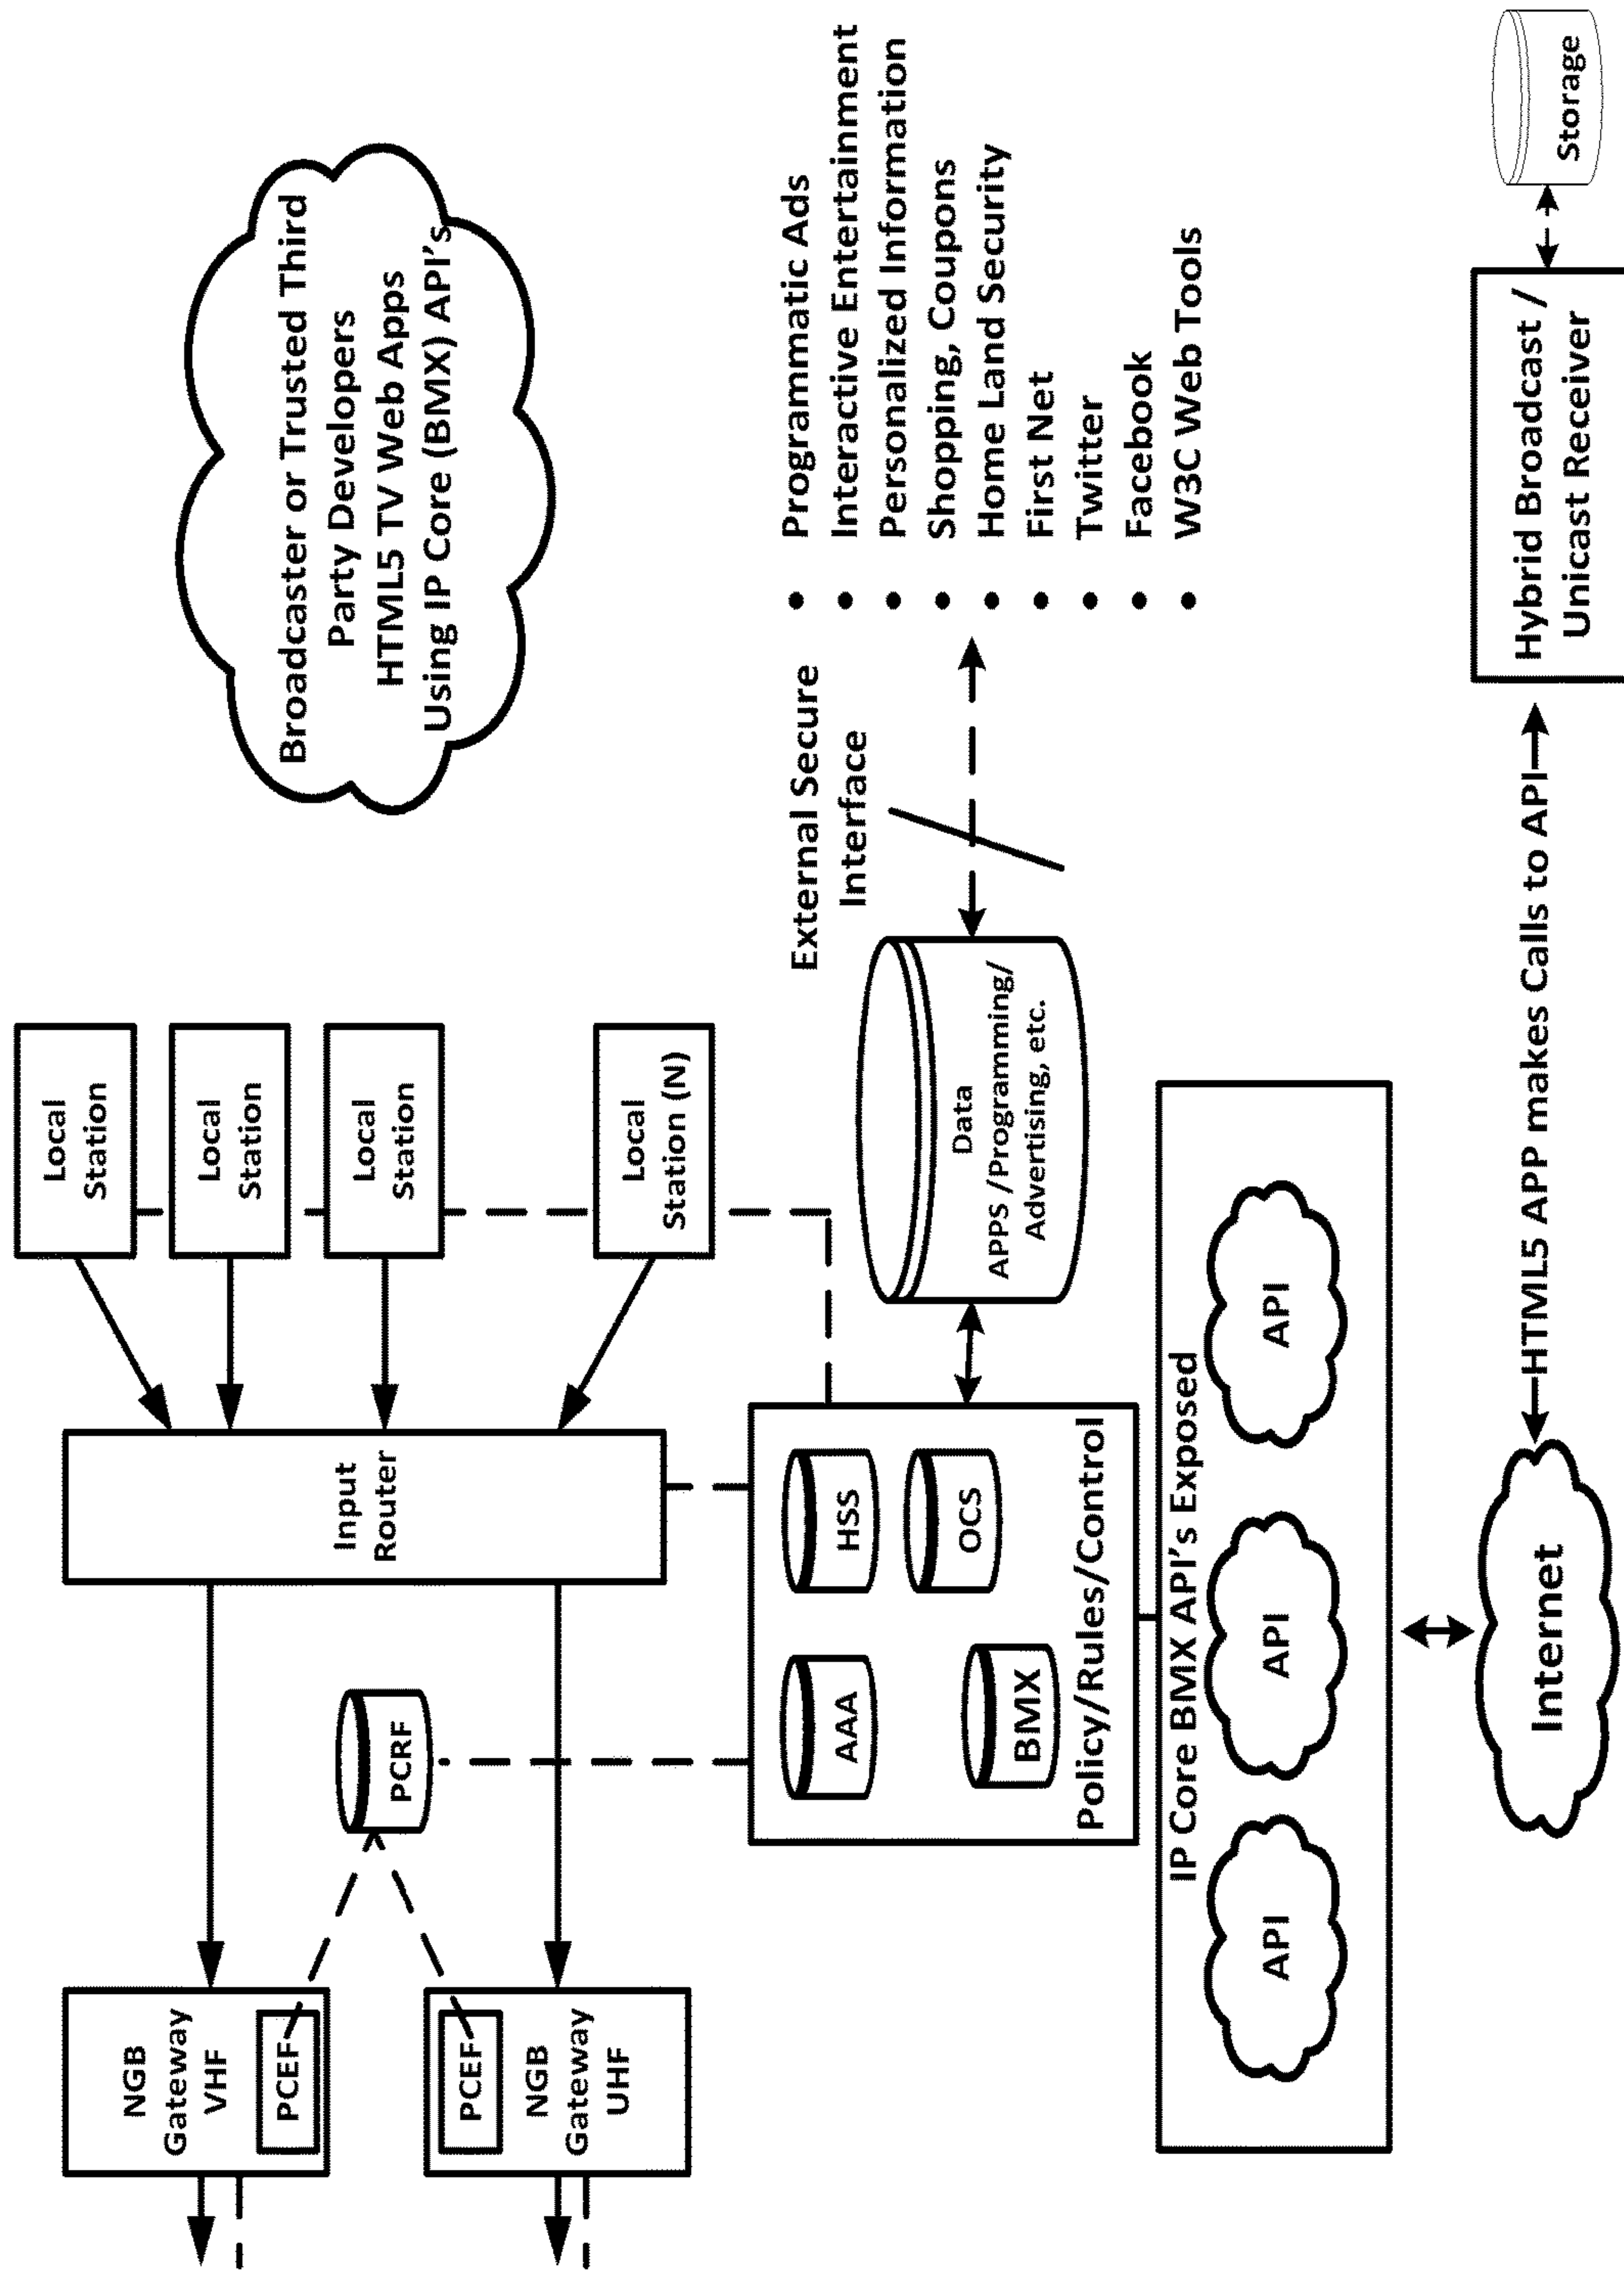 NGB
Gateway
VHF
PCEF
PCEF
NGB
Gateway
UHF
PCRF
Input
Router
Local
Station
Local
Station
Local
Station
Local
Station (N)
Broadcaster or Trusted Third
Party Developers
HTML5 TV Web Apps
Using IP Core (BMX) API's
AAA
HSS
BMX
OCS
Policy/Rules/Control
Data
APPS /Programming/
Advertising, etc.
External Secure
Interface
• Programmatic Ads
• Interactive Entertainment
• Personalized Information
• Shopping, Coupons
• Home Land Security
• First Net
• Twitter
• Facebook
• W3C Web Tools
IP Core BMX API's Exposed
API
API
API
Internet
HTML5 APP makes Calls to API
Hybrid Broadcast /
Unicast Receiver
Storage